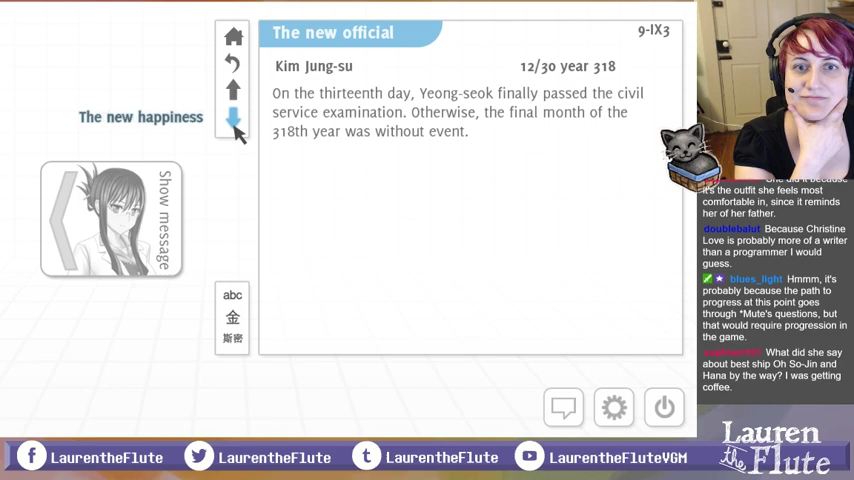 The new official
9-IX3
Kim Jung-su
12/30 year 318
On the thirteenth day, Yeong-seok finally passed the civil
service examination. Otherwise, the final month of the
318th year was without event.
The new happiness
Show message
abc
金
斯密
She did it because
it's the outfit she feels most
comfortable in, since it reminds
her of her father.
doublebalut Because Christine
Love is probably more of a writer
than a programmer I would
guess.
blues_light Hmmm, it's
probably because the path to
progress at this point goes
through *Mute's questions, but
that would require progression in
the game.
What did she say
about best ship Oh So-Jin and
Hana by the way? I was getting
coffee.
Lauren
the Flute
LaurentheFlute
LaurentheFlute
LaurentheFlute
LaurentheFluteVGM